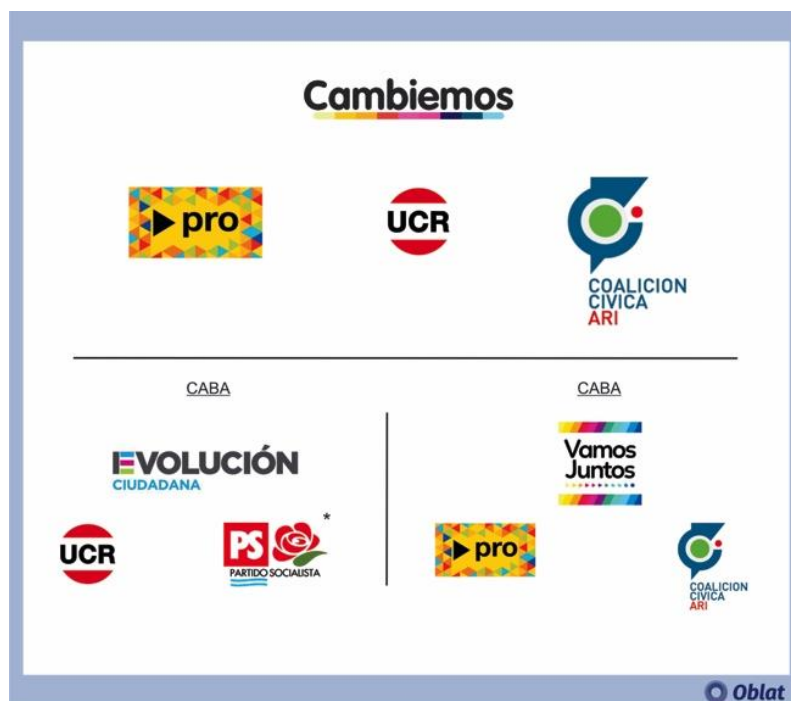 Cambiemos
pro
UCR
COALICION
CIVICA
ARI
CABA
EVOLUCIÓN
CIUDADANA
UCR
PS
*
PARTIDO SOCIALISTA
CABA
Vamos
Juntos
pro
COALICION
CIVICA
ARI
Oblat